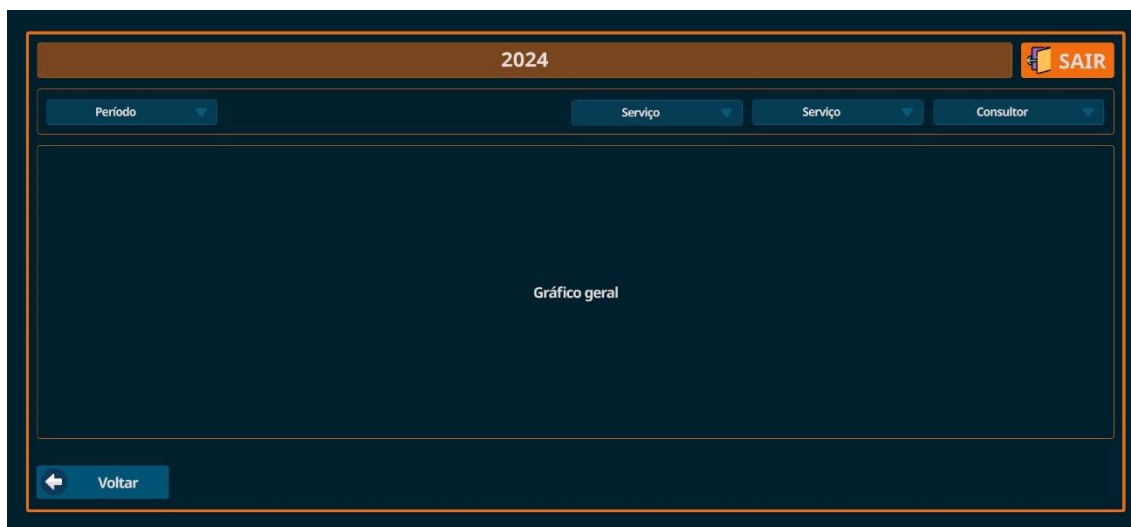 2024
SAIR
Período
Serviço
Serviço
Consultor
Gráfico geral
Voltar